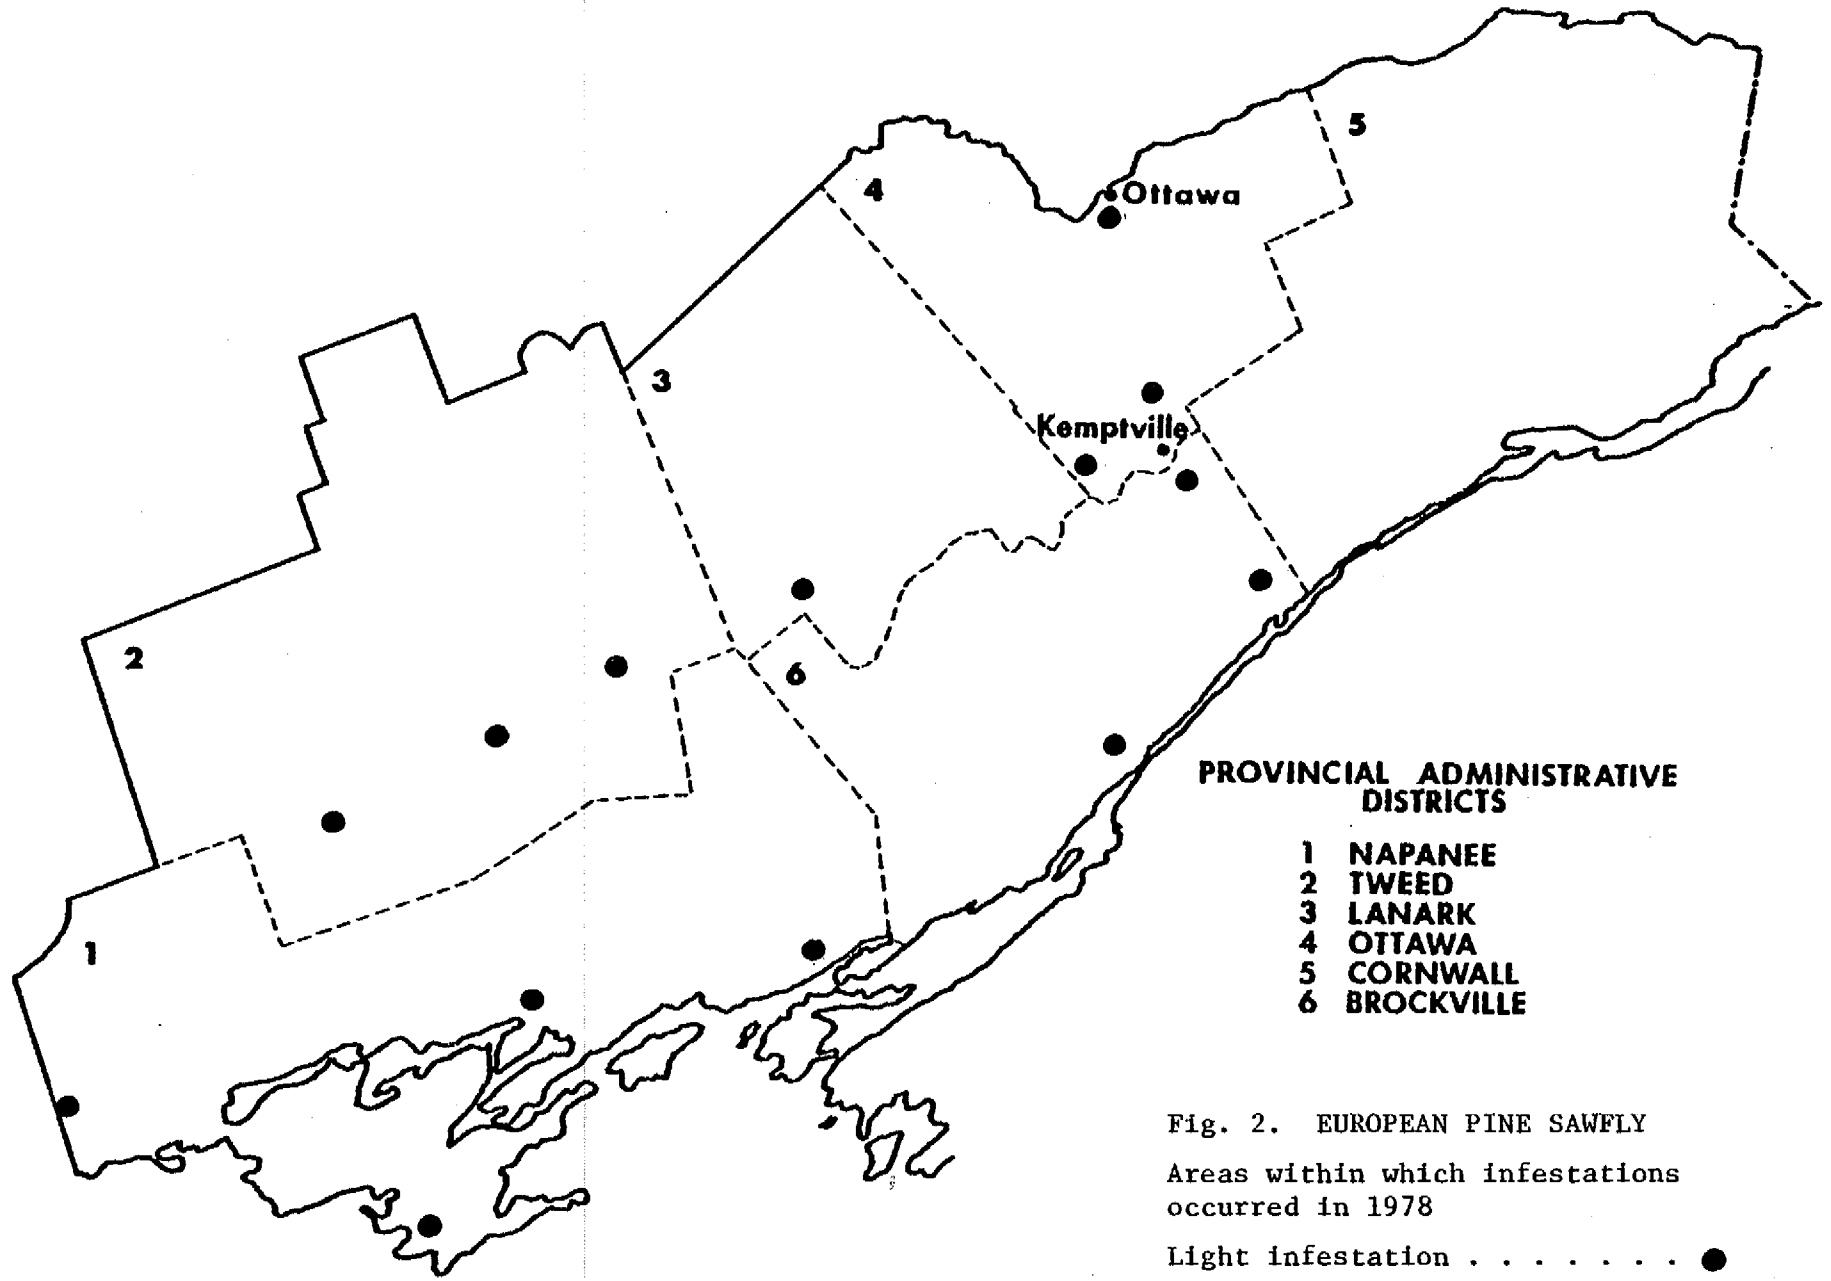 5
4
Ottawa
3
Kemptville
2
6
1
PROVINCIAL ADMINISTRATIVE
DISTRICTS
1 NAPANEE
2 TWEED
3 LANARK
4 OTTAWA
5 CORNWALL
6 BROCKVILLE
Fig. 2. EUROPEAN PINE SAWFLY
Areas within which infestations
occurred in 1978
Light infestation . . . . . . . ●